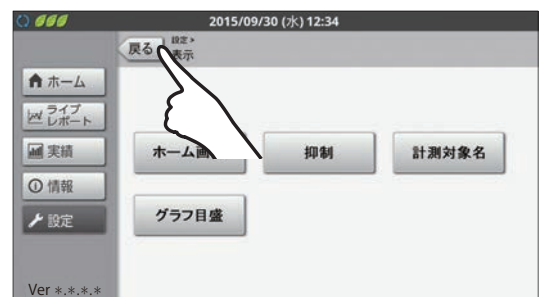 2015/09/30 (水) 12:34
戻る
設定 >
表示
ホーム
ライブ
レポート
実績
情報
設定
ホーム画
抑制
計測対象名
グラフ目盛
Ver *.*.*.*